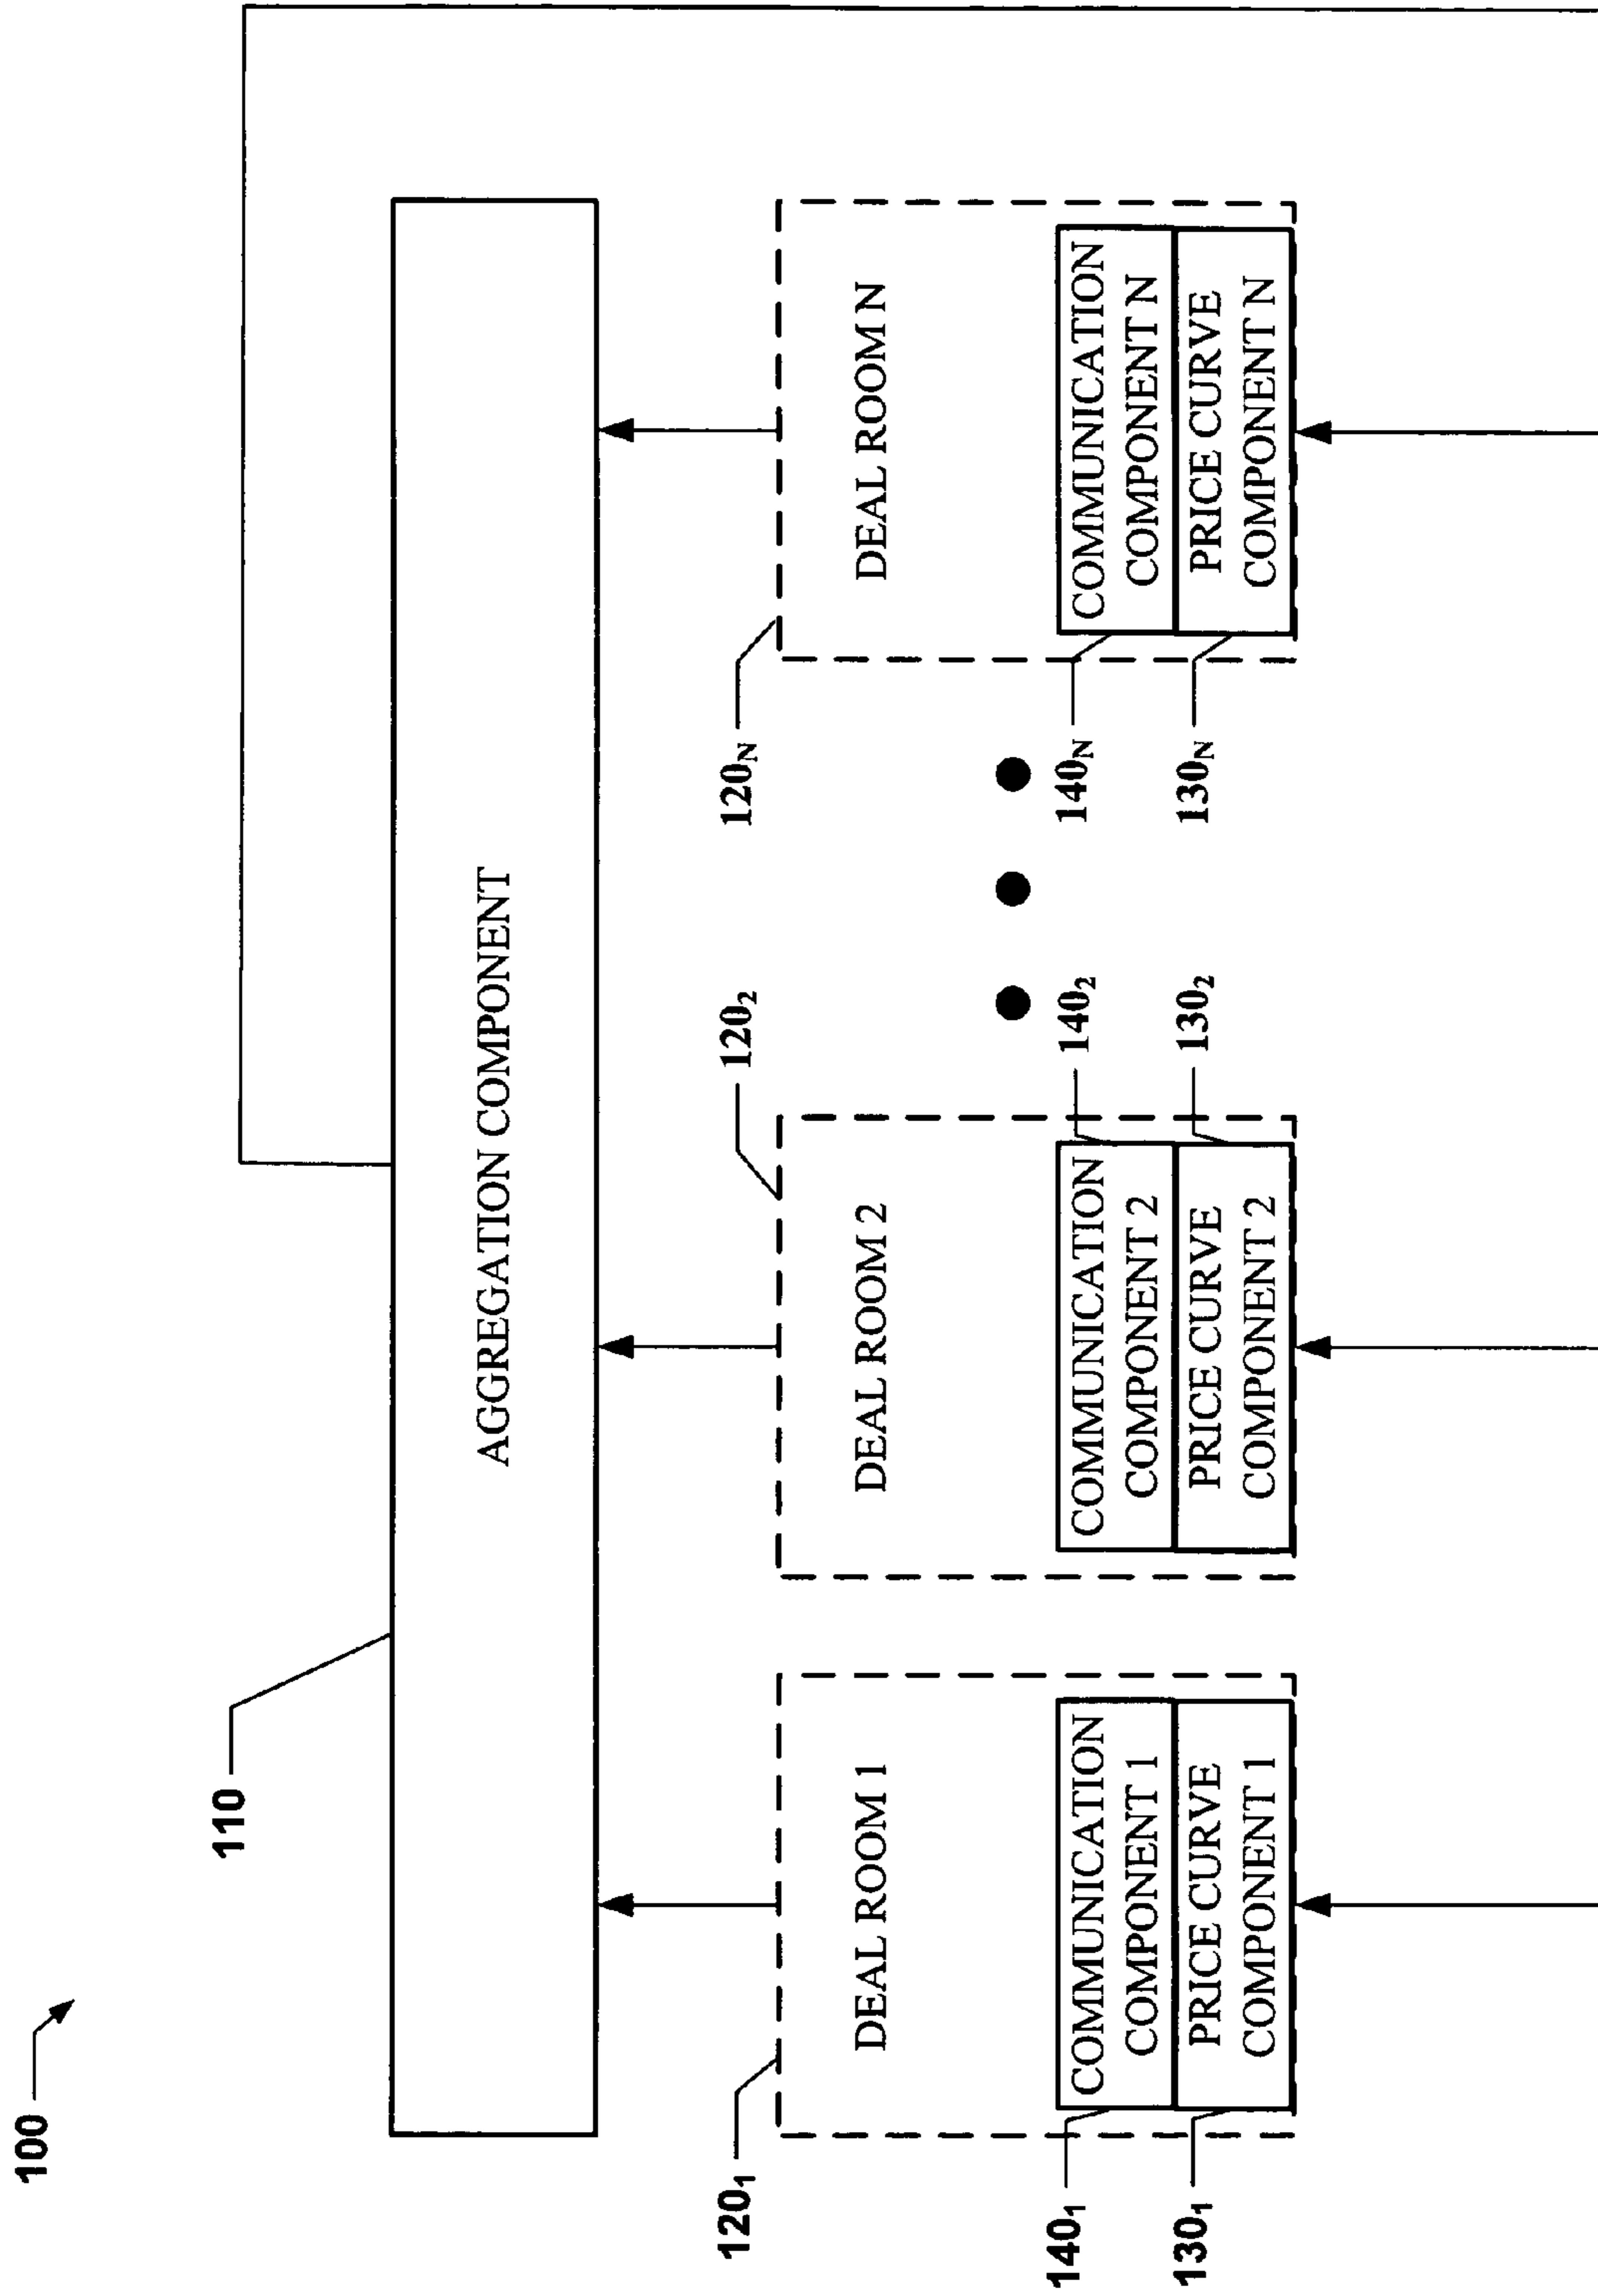 100
110
AGGREGATION COMPONENT
120₁
120₂
120N
DEAL ROOM 1
DEAL ROOM 2
DEAL ROOM N
140₁
COMMUNICATION
COMPONENT 1
140₂
COMMUNICATION
COMPONENT 2
140N
COMMUNICATION
COMPONENT N
130₁
PRICE CURVE
COMPONENT 1
130₂
PRICE CURVE
COMPONENT 2
130N
PRICE CURVE
COMPONENT N